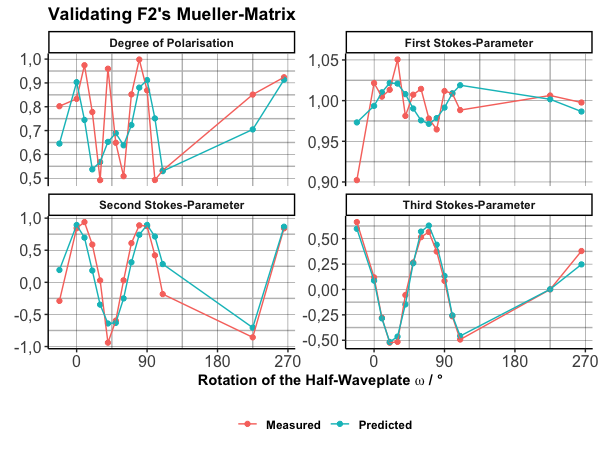 Validating F2's Mueller-Matrix
Degree of Polarisation
First Stokes-Parameter
1,0
0,9
0,8
0,7
0,6
0,5
1,05
1,00
0,95
0,90
Second Stokes-Parameter
Third Stokes-Parameter
1,0
0,5
0,0
-0,5
-1,0
0,50
0,25
0,00
-0,25
-0,50
0 90 180 270
0 90 180 270
Rotation of the Half-Waveplate ω / °
Measured Predicted